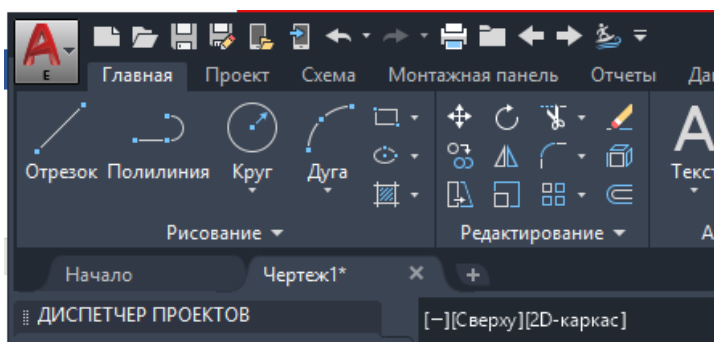 E
Главная Проект Схема Монтажная панель Отчеты
Отрезок Полилиния Круг Дуга Текст
Рисование Редактирование
Начало Чертеж1*
ДИСПЕТЧЕР ПРОЕКТОВ
[−][Сверху][2D-каркас]